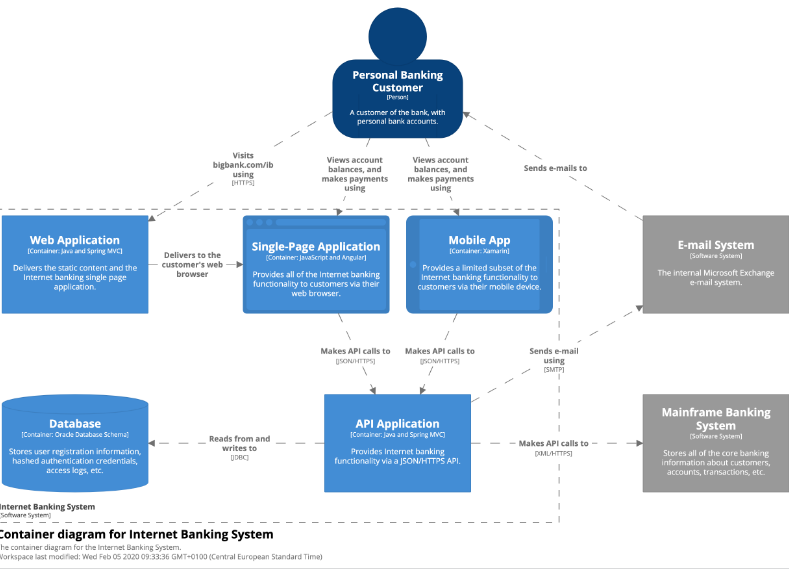 Personal Banking
Customer
[Person]
A customer of the bank, with
personal bank accounts.
Visits
bigbank.com/ib
using
[HTTPS]
Views account
balances, and
makes payments
using
Views account
balances, and
makes payments
using
Sends e-mails to
Web Application
[Container: Java and Spring MVC]
Delivers the static content and the
Internet banking single page
application.
Delivers to the
customer's web
browser
Single-Page Application
[Container: JavaScript and Angular]
Provides all of the Internet banking
functionality to customers via their
web browser.
Mobile App
[Container: Xamarin]
Provides a limited subset of the
Internet banking functionality to
customers via their mobile device.
E-mail System
[Software System]
The internal Microsoft Exchange
e-mail system.
Makes API calls to
[JSON/HTTPS]
Makes API calls to
[JSON/HTTPS]
Sends e-mail
using
[SMTP]
Database
[Container: Oracle Database Schema]
Stores user registration information,
hashed authentication credentials,
access logs, etc.
Reads from and
writes to
[JDBC]
API Application
[Container: Java and Spring MVC]
Provides Internet banking
functionality via a JSON/HTTPS API.
Makes API calls to
[XML/HTTPS]
Mainframe Banking
System
[Software System]
Stores all of the core banking
information about customers,
accounts, transactions, etc.
nternet Banking System
Software System]
Container diagram for Internet Banking System
he container diagram for the Internet Banking System.
Workspace last modified: Wed Feb 05 2020 09:33:36 GMT+0100 (Central European Standard Time)